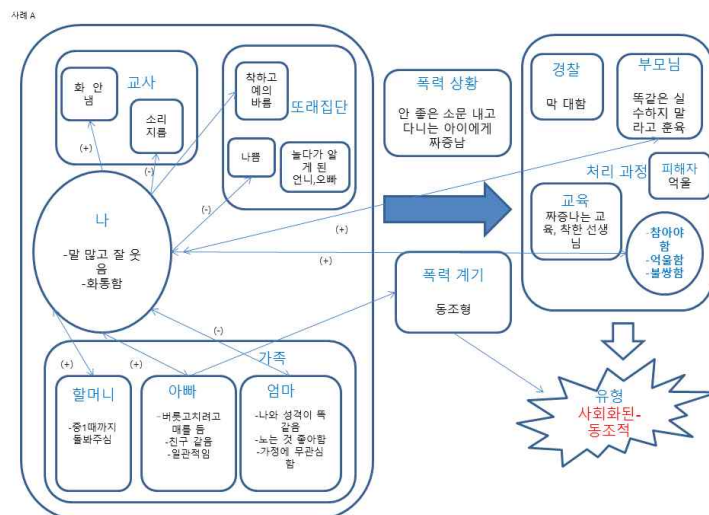 사례 A
교사
화 안
냄
소리
지름
(+)
(-)
착하고
예의
바름
또래집단
나쁨
놀다가 알
게 된
언니,오빠
(-)
나
-말 많고 잘 웃
음
-화통함
(+)
(+)
(-)
가족
할머니
-중1때까지
돌봐주심
아빠
-버릇고치려고
매를 듬
-친구 같음
-일관적임
엄마
-나와 성격이 똑
같음
-노는 것 좋아함
-가정에 무관심
함
폭력 상황
안 좋은 소문 내고
다니는 아이에게
짜증남
(+)
(+)
폭력 계기
동조형
경찰
막 대함
부모님
똑같은 실
수하지 말
라고 훈육
처리 과정
피해자
억울
교육
짜증나는 교
육, 착한 선생
님
-참아야
함
-억울함
-불쌍함
유형
사회화된-
동조적